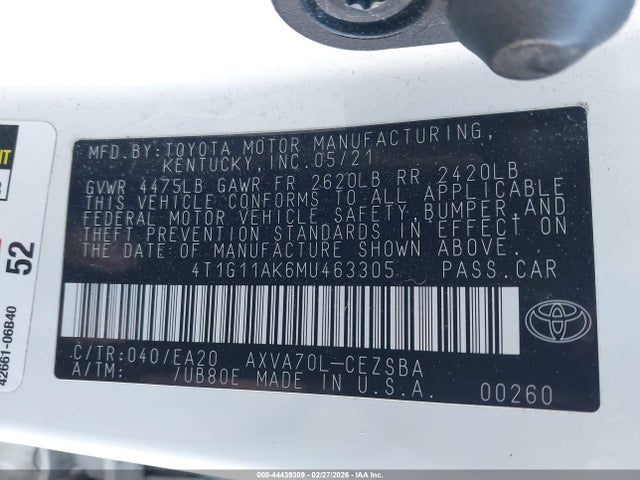 MFD.BY:TOYOTA MOTOR MANUFACTURING,
KENTUCKY,INC.05/21
GVWR 4475LB GAWR FR 2620LB RR 2420LB
THIS VEHICLE CONFORMS TO ALL APPLICABLE
FEDERAL MOTOR VEHICLE SAFETY,BUMPER,AND
THEFT PREVENTION STANDARDS IN EFFECT ON
THE DATE OF MANUFACTURE SHOWN ABOVE.
4T1G11AK6MU463305 PASS.CAR
C/TR:040/EA20 AXVA70L-CEZSBA
A/TM: /UB80E MADE IN U.S.A. 00260
52
42661-06B40
000-44439309 | 02/27/2026 - IAA Inc.